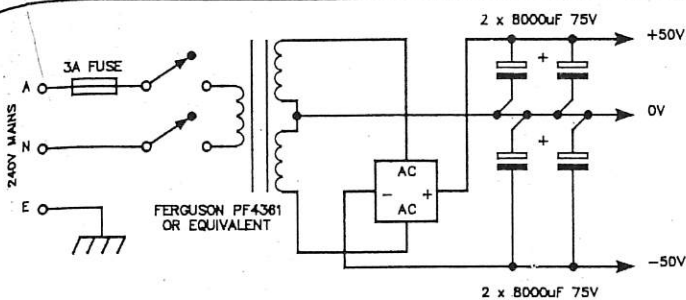 2 x 8000uF 75V
+50V
3A FUSE
+
A
0V
240V MAINS
N
+
AC
- +
AC
E
FERGUSON PF4361
OR EQUIVALENT
-50V
2 x 8000uF 75V